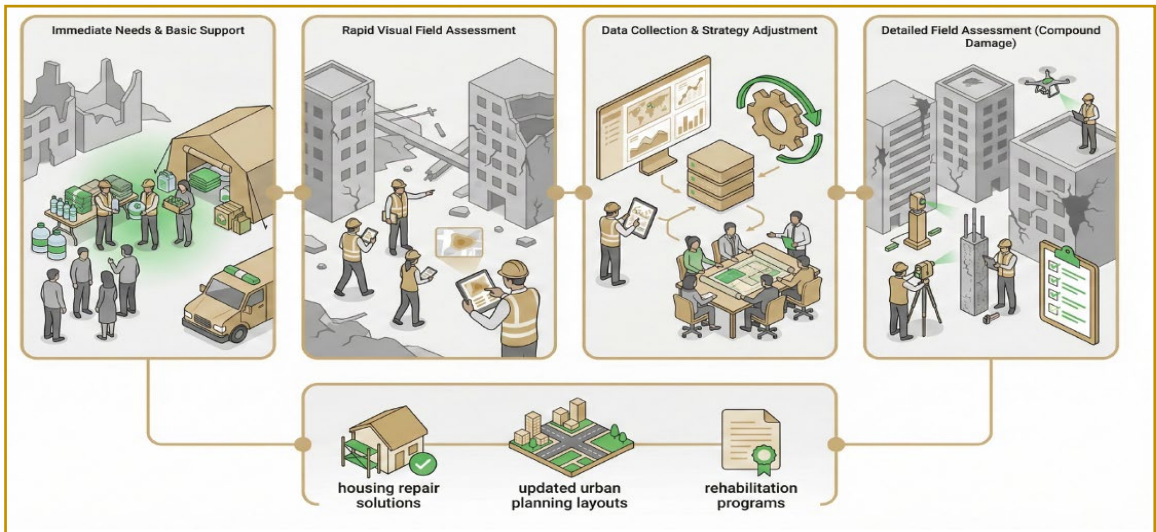 Immediate Needs & Basic Support
Rapid Visual Field Assessment
Data Collection & Strategy Adjustment
Detailed Field Assessment (Compound
Damage)
housing repair
solutions
updated urban
planning layouts
rehabilitation
programs